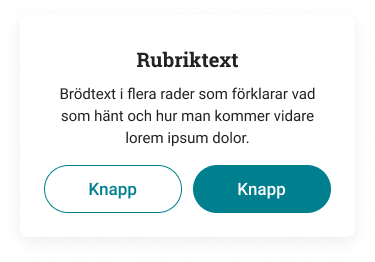 Rubriktext
Brödtext i flera rader som förklarar vad
som hänt och hur man kommer vidare
lorem ipsum dolor.
Knapp
Knapp